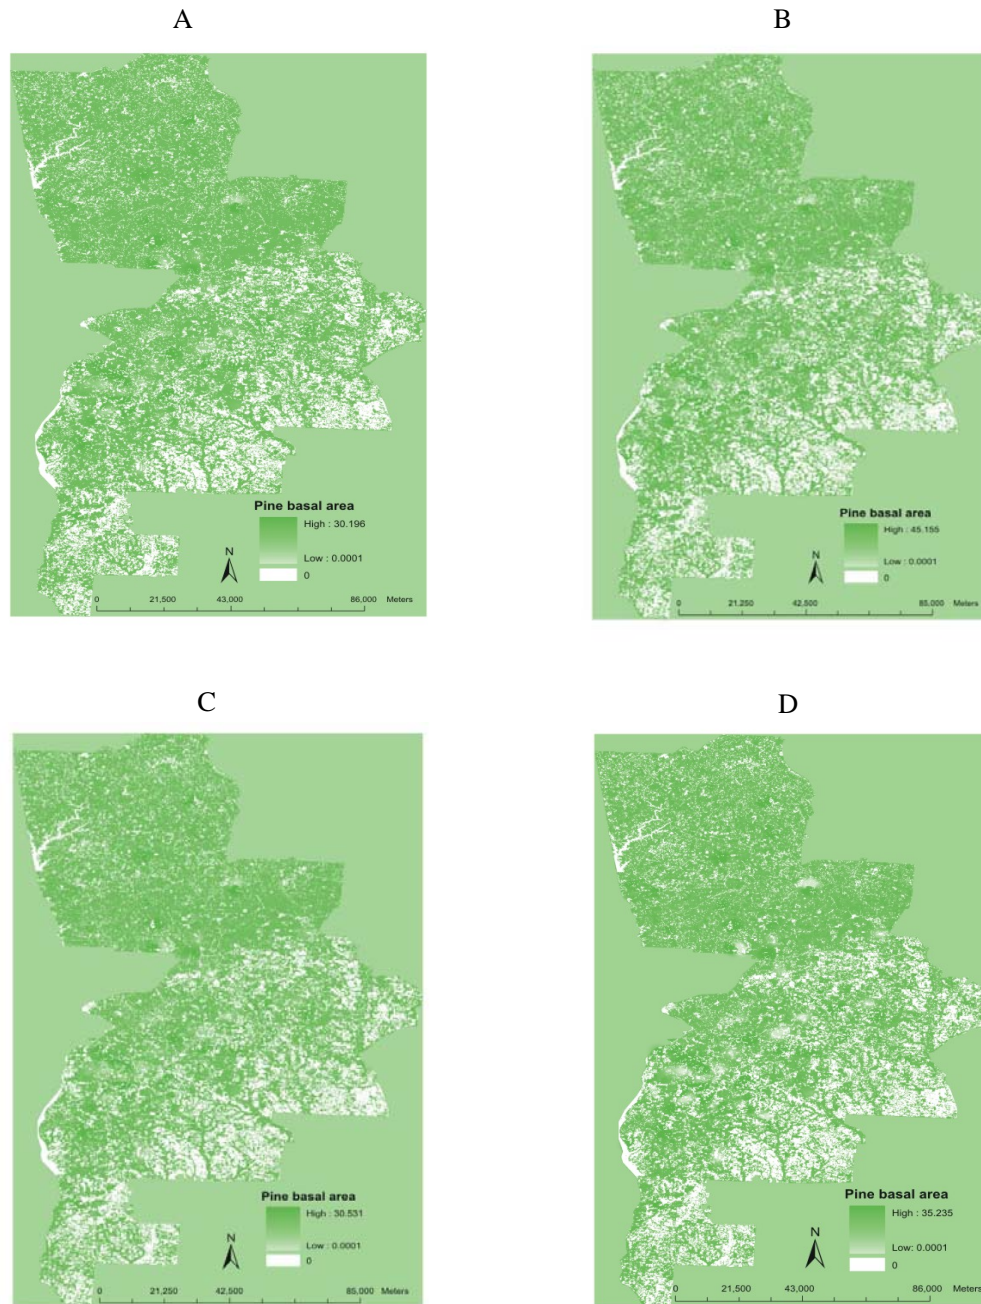 A
B
Pine basal area
High : 30.196
Low : 0.0001
0
N
0 21,500 43,000 86,000 Meters
Pine basal area
High : 45.155
Low : 0.0001
0
N
0 21,250 42,500 85,000 Meters
C
D
Pine basal area
High : 30.531
Low : 0.0001
0
N
0 21,250 42,500 85,000 Meters
Pine basal area
High : 35.235
Low: 0.0001
0
N
0 21,500 43,000 86,000 Meters